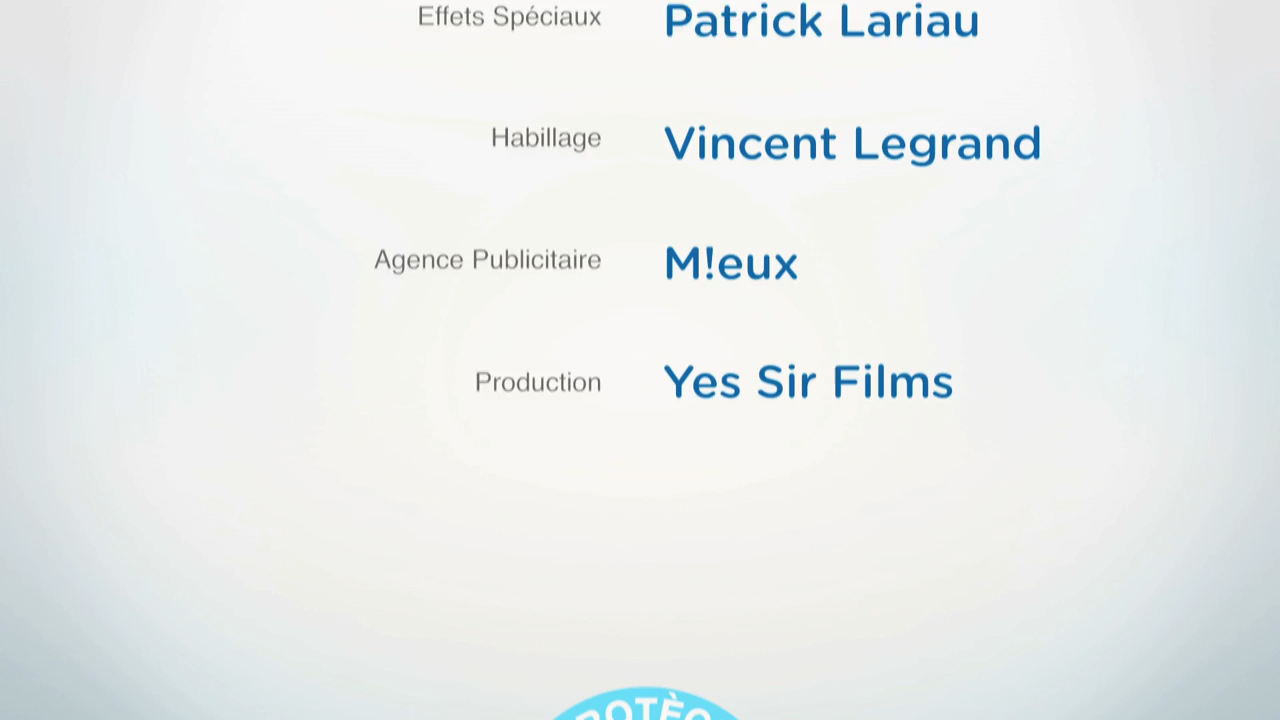 Effets Spéciaux Patrick Lariau
Habillage Vincent Legrand
Agence Publicitaire M!eux
Production Yes Sir Films